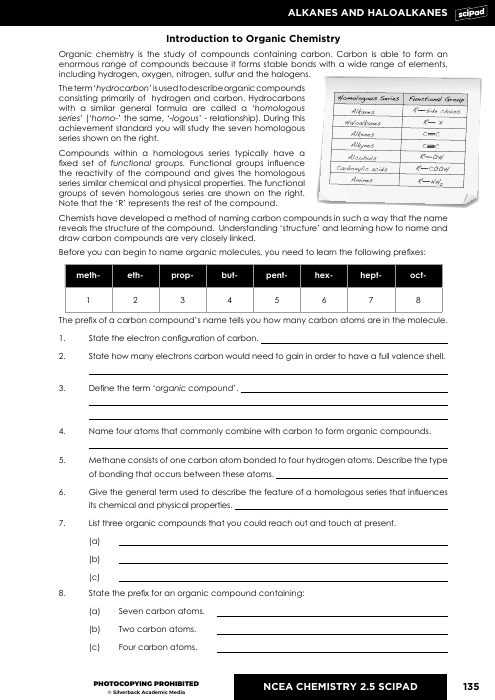 ALKANES AND HALOALKANES
scipad
Introduction to Organic Chemistry
Organic chemistry is the study of compounds containing carbon. Carbon is able to form an
enormous range of compounds because it forms stable bonds with a wide range of elements,
including hydrogen, oxygen, nitrogen, sulfur and the halogens.
The term 'hydrocarbon' is used to describe organic compounds
consisting primarily of hydrogen and carbon. Hydrocarbons
with a similar general formula are called a 'homologous
series' ('homo-' the same, '-logous' - relationship). During this
achievement standard you will study the seven homologous
series shown on the right.
Compounds within a homologous series typically have a
fixed set of functional groups. Functional groups influence
the reactivity of the compound and gives the homologous
series similar chemical and physical properties. The functional
groups of seven homologous series are shown on the right.
Note that the 'R' represents the rest of the compound.
Homologous Series Functional Group
Alkanes R—side chains
Haloalkanes R—X
Alkenes C=C
Alkynes C≡C
Alcohols R—OH
Carboxylic acids R—COOH
Amines R—NH₂
Chemists have developed a method of naming carbon compounds in such a way that the name
reveals the structure of the compound. Understanding 'structure' and learning how to name and
draw carbon compounds are very closely linked.
Before you can begin to name organic molecules, you need to learn the following prefixes:
meth- eth- prop- but- pent- hex- hept- oct-
1 2 3 4 5 6 7 8
The prefix of a carbon compound's name tells you how many carbon atoms are in the molecule.
1. State the electron configuration of carbon.
2. State how many electrons carbon would need to gain in order to have a full valence shell.
3. Define the term 'organic compound'.
4. Name four atoms that commonly combine with carbon to form organic compounds.
5. Methane consists of one carbon atom bonded to four hydrogen atoms. Describe the type
of bonding that occurs between these atoms.
6. Give the general term used to describe the feature of a homologous series that influences
its chemical and physical properties.
7. List three organic compounds that you could reach out and touch at present.
(a)
(b)
(c)
8. State the prefix for an organic compound containing:
(a) Seven carbon atoms.
(b) Two carbon atoms.
(c) Four carbon atoms.
PHOTOCOPYING PROHIBITED
© Silverback Academic Media
NCEA CHEMISTRY 2.5 SCIPAD
135